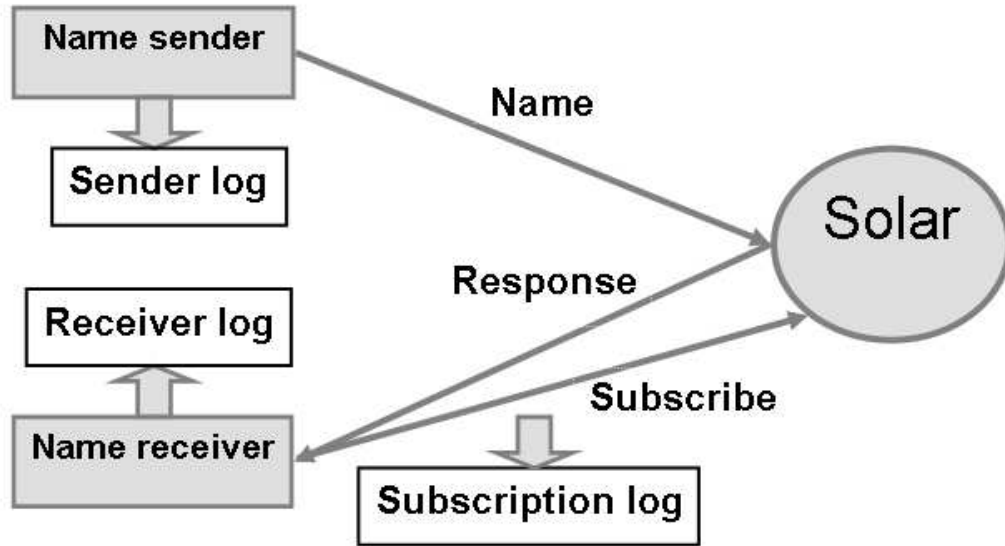 Name sender
Name
Sender log
Solar
Response
Receiver log
Subscribe
Name receiver
Subscription log